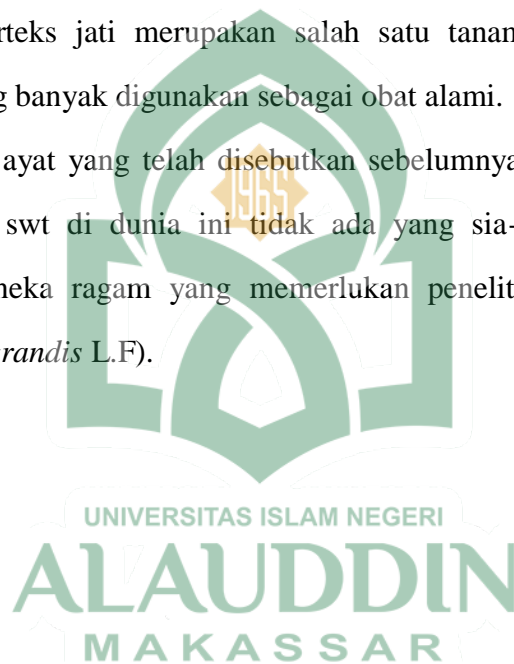 rteks jati merupakan salah satu tanan
g banyak digunakan sebagai obat alami.
ayat yang telah disebutkan sebelumnya
swt di dunia ini tidak ada yang sia-
neka ragam yang memerlukan penelit
randis L.F).
1965
UNIVERSITAS ISLAM NEGERI
ALAUDDIN
MAKASSAR